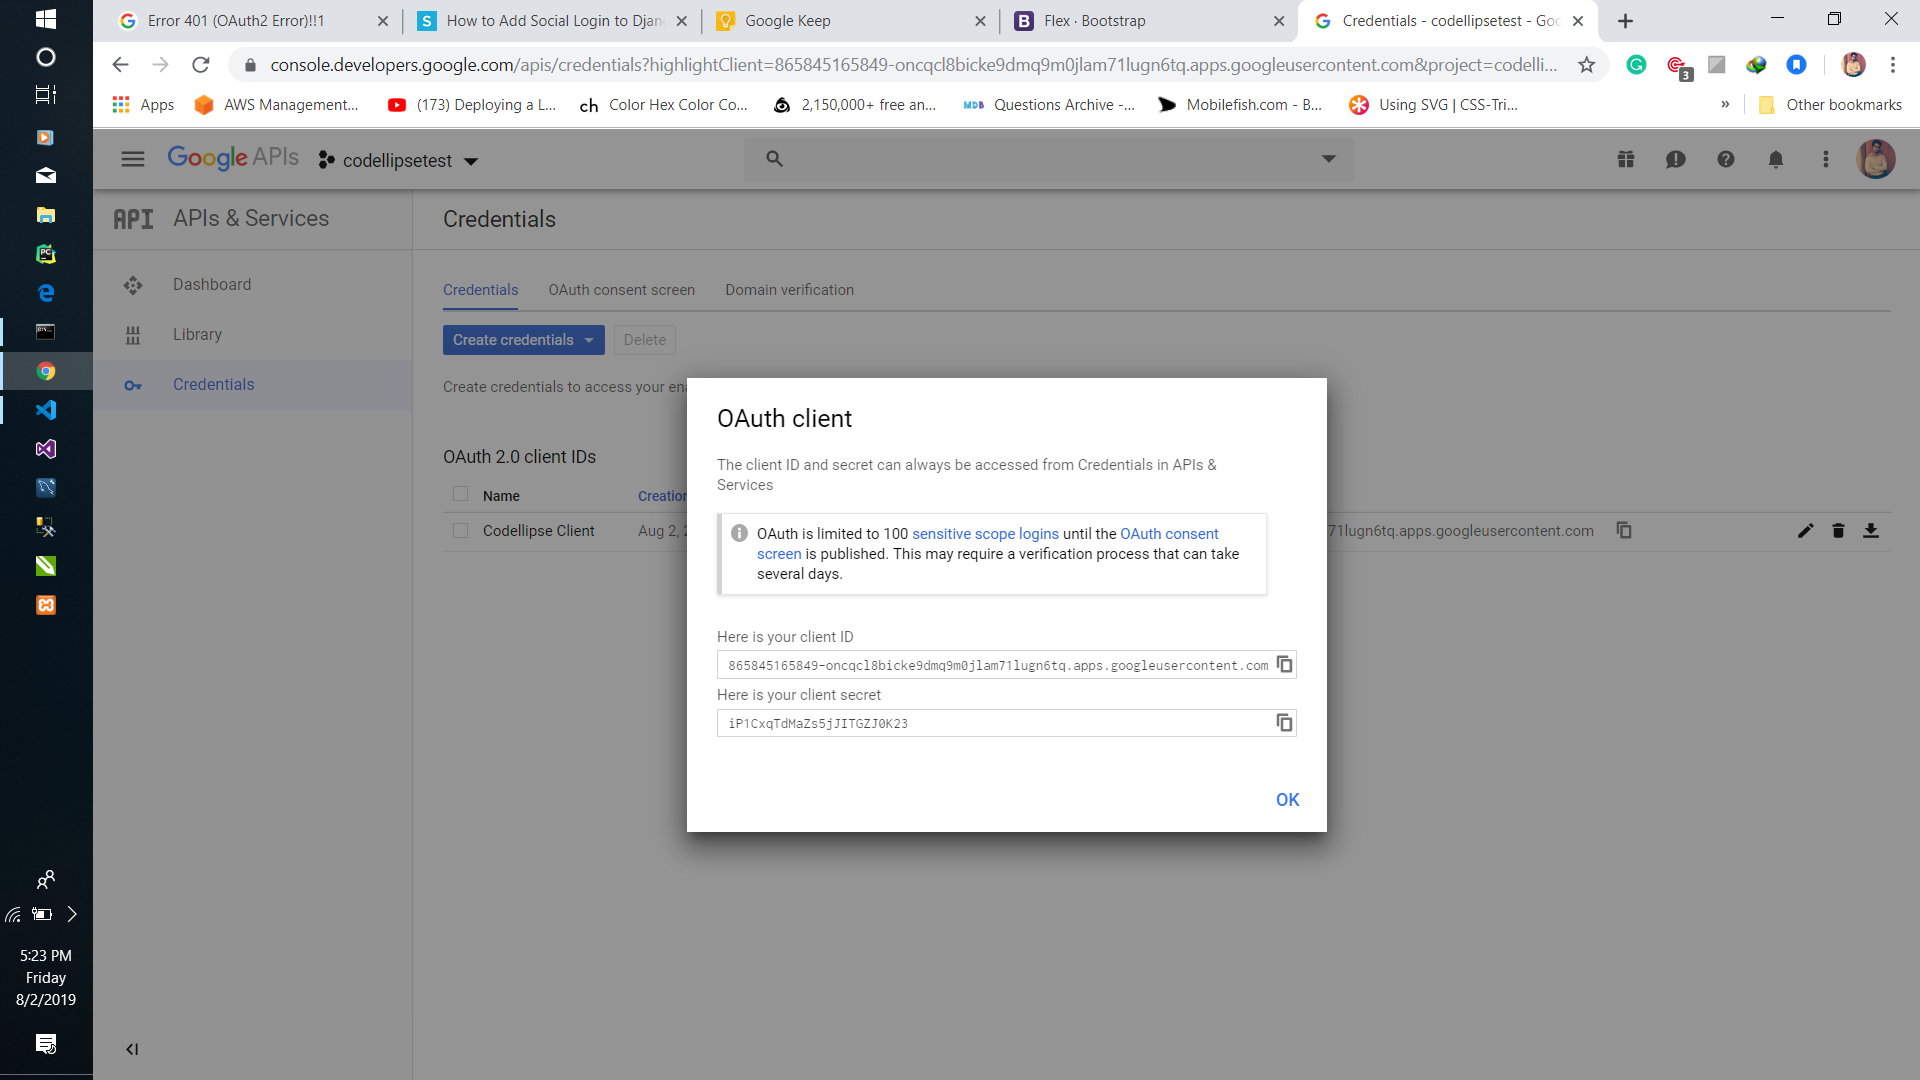 Error 401 (OAuth2 Error)!!1
How to Add Social Login to Djan
Google Keep
Flex · Bootstrap
Credentials - codellipsetest - Goo
console.developers.google.com/apis/credentials?highlightClient=865845165849-oncqcl8bicke9dmq9m0jlam71lugn6tq.apps.googleusercontent.com&project=codelli...
3
Apps
AWS Management...
(173) Deploying a L...
ch Color Hex Color Co...
2,150,000+ free an...
MDB Questions Archive -...
Mobilefish.com - B...
Using SVG | CSS-Tri...
»
Other bookmarks
Google APIs
codellipsetest
API APIs & Services
Credentials
Dashboard
Library
Credentials
Credentials
OAuth consent screen
Domain verification
Create credentials
Delete
Create credentials to access your ena
OAuth 2.0 client IDs
Name
Creation
Codellipse Client
Aug 2, 2
71lugn6tq.apps.googleusercontent.com
OAuth client
The client ID and secret can always be accessed from Credentials in APIs &
Services
OAuth is limited to 100 sensitive scope logins until the OAuth consent
screen is published. This may require a verification process that can take
several days.
Here is your client ID
865845165849-oncqcl8bicke9dmq9m0jlam71lugn6tq.apps.googleusercontent.com
Here is your client secret
iP1CxqTdMaZs5jJITGZJ0K23
OK
5:23 PM
Friday
8/2/2019